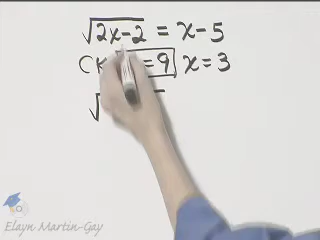 √2x-2 = x-5
= 9 x = 3
√
Elayn Martin-Gay